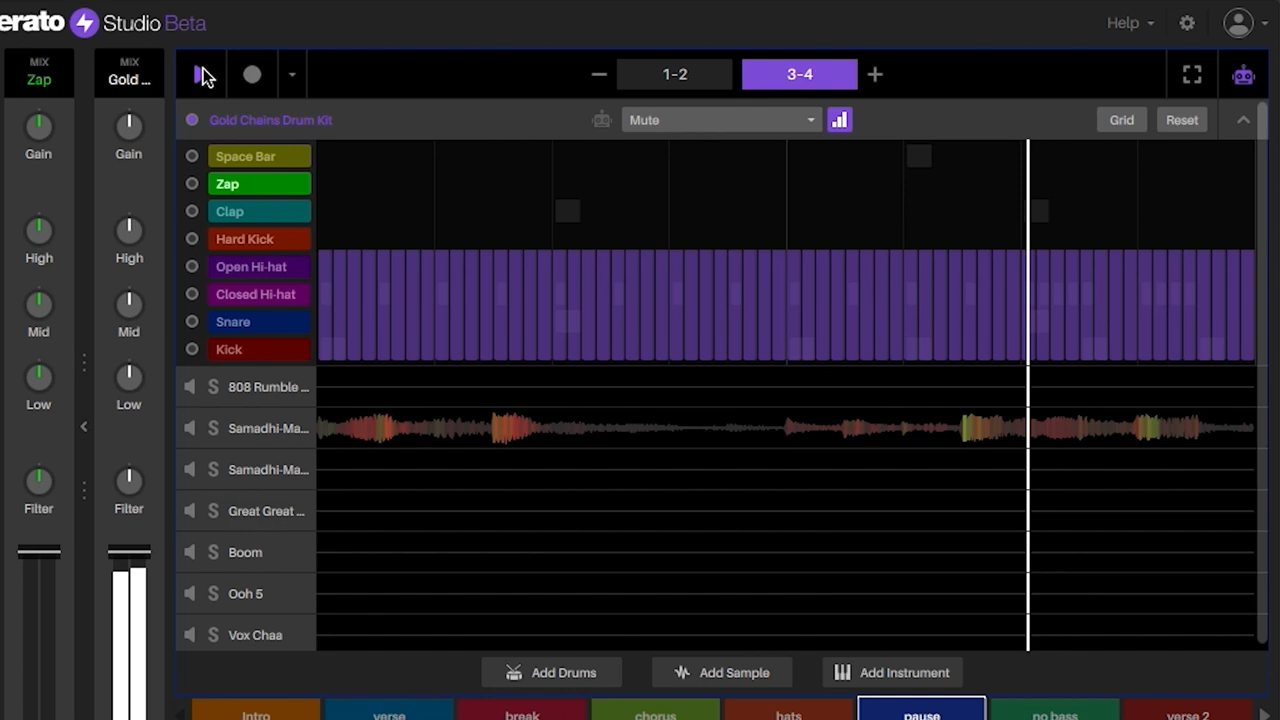 erato Studio Beta
Help
MIX
Zap
MIX
Gold ...
1-2
3-4
Gain
Gain
High
High
Mid
Mid
Low
Low
Filter
Filter
Gold Chains Drum Kit
Mute
Grid
Reset
Space Bar
Zap
Clap
Hard Kick
Open Hi-hat
Closed Hi-hat
Snare
Kick
S 808 Rumble ...
S Samadhi-Ma...
S Samadhi-Ma...
S Great Great ...
S Boom
S Ooh 5
S Vox Chaa
Add Drums
Add Sample
Add Instrument
Intro
verse
break
chorus
hats
pause
no bass
verse 2